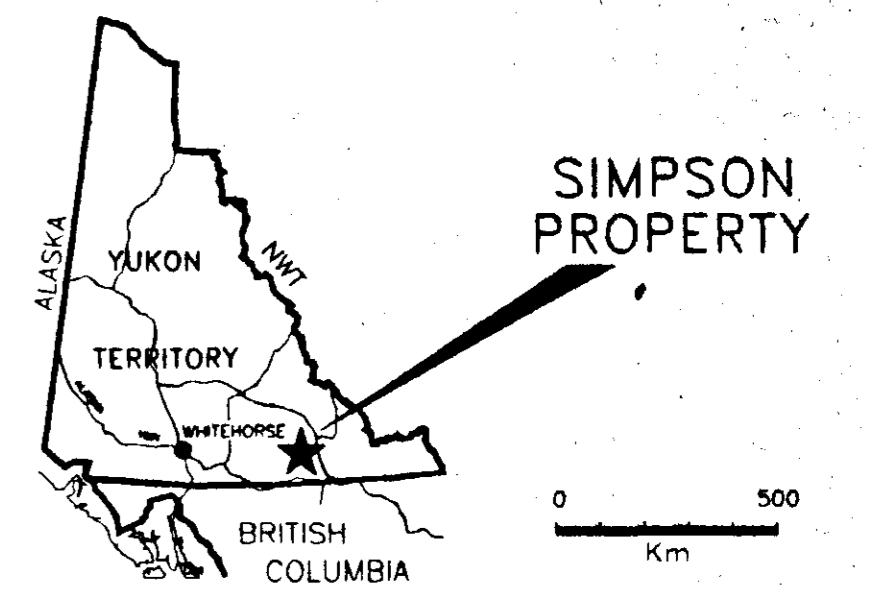 SIMPSON
PROPERTY
ALASKA
YUKON
NWT
TERRITORY
WHITEHORSE
0 500
Km
BRITISH
COLUMBIA